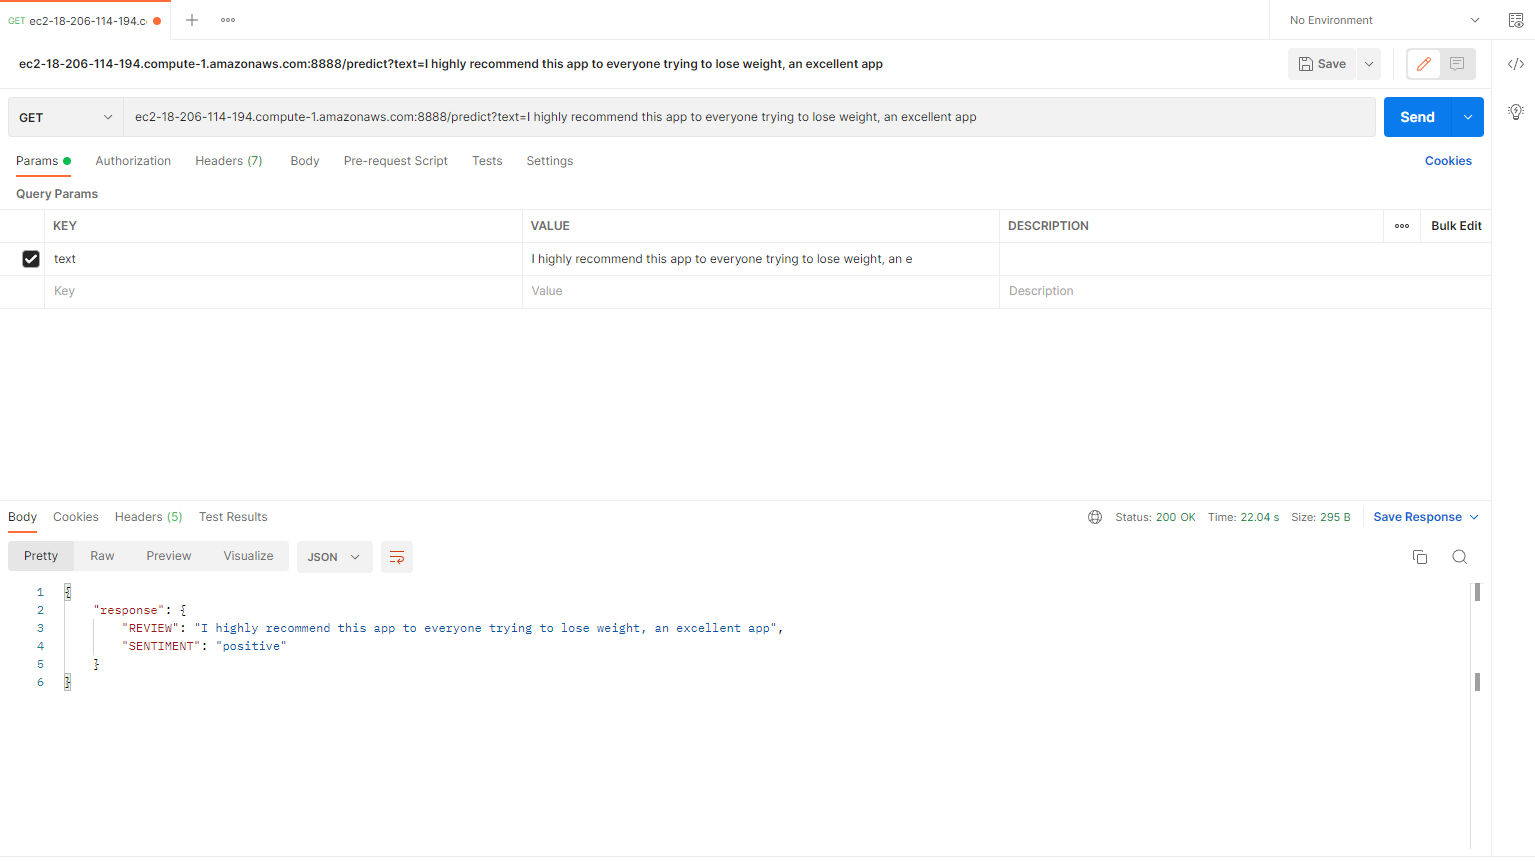 GET ec2-18-206-114-194.c
No Environment
ec2-18-206-114-194.compute-1.amazonaws.com:8888/predict?text=I highly recommend this app to everyone trying to lose weight, an excellent app
Save
GET
ec2-18-206-114-194.compute-1.amazonaws.com:8888/predict?text=I highly recommend this app to everyone trying to lose weight, an excellent app
Send
Params Authorization Headers (7) Body Pre-request Script Tests Settings Cookies
Query Params
KEY VALUE DESCRIPTION Bulk Edit
text I highly recommend this app to everyone trying to lose weight, an e
Key Value Description
Body Cookies Headers (5) Test Results Status: 200 OK Time: 22.04 s Size: 295 B Save Response
Pretty Raw Preview Visualize JSON
1 {
2 "response": {
3 "REVIEW": "I highly recommend this app to everyone trying to lose weight, an excellent app",
4 "SENTIMENT": "positive"
5 }
6 }